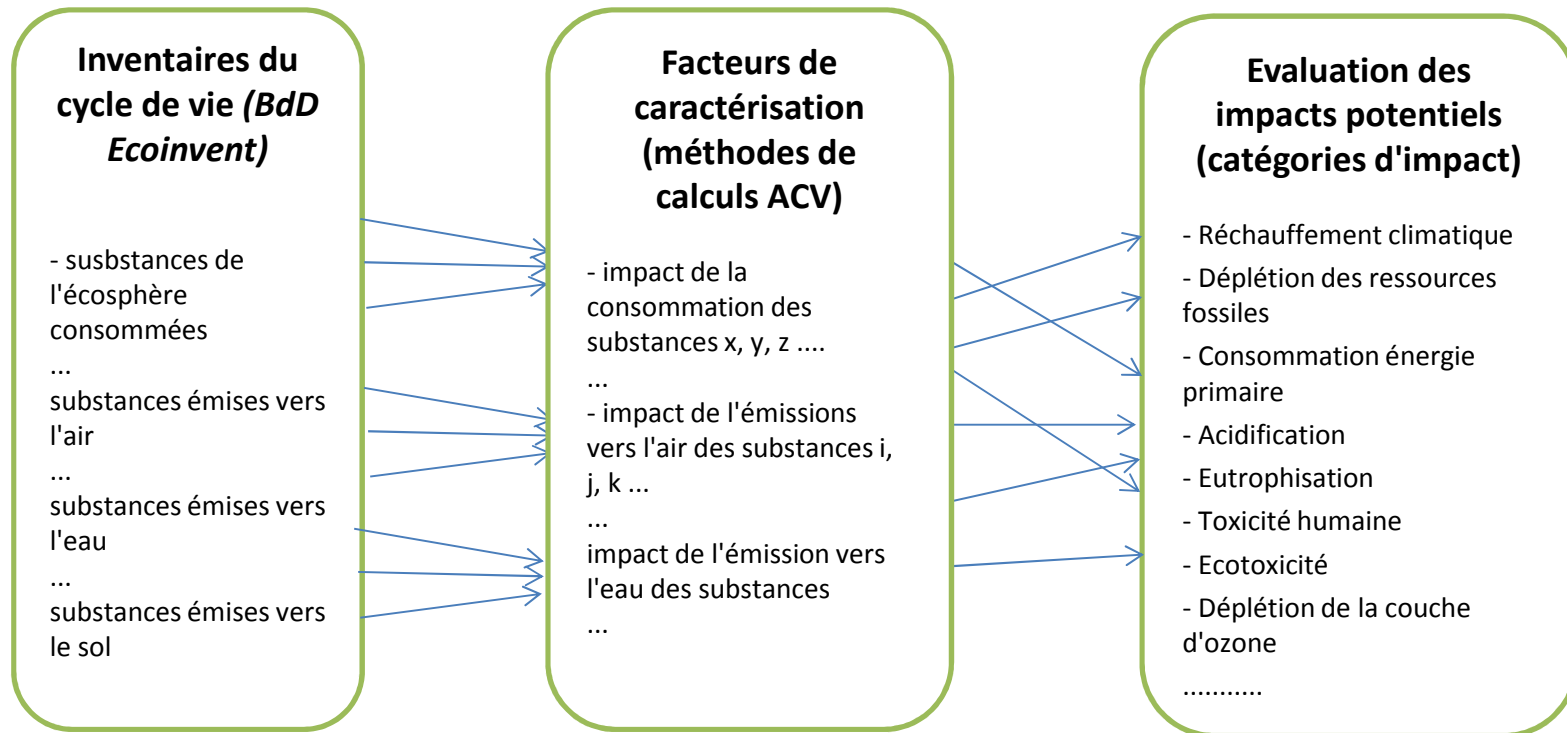 Inventaires du
cycle de vie (BdD
Ecoinvent)
- susbstances de
l'écosphère
consommées
...
substances émises vers
l'air
...
substances émises vers
l'eau
...
substances émises vers
le sol
Facteurs de
caractérisation
(méthodes de
calculs ACV)
- impact de la
consommation des
substances x, y, z ....
...
- impact de l'émissions
vers l'air des substances i,
j, k ...
...
impact de l'émission vers
l'eau des substances
...
Evaluation des
impacts potentiels
(catégories d'impact)
- Réchauffement climatique
- Déplétion des ressources
fossiles
- Consommation énergie
primaire
- Acidification
- Eutrophisation
- Toxicité humaine
- Ecotoxicité
- Déplétion de la couche
d'ozone
...........